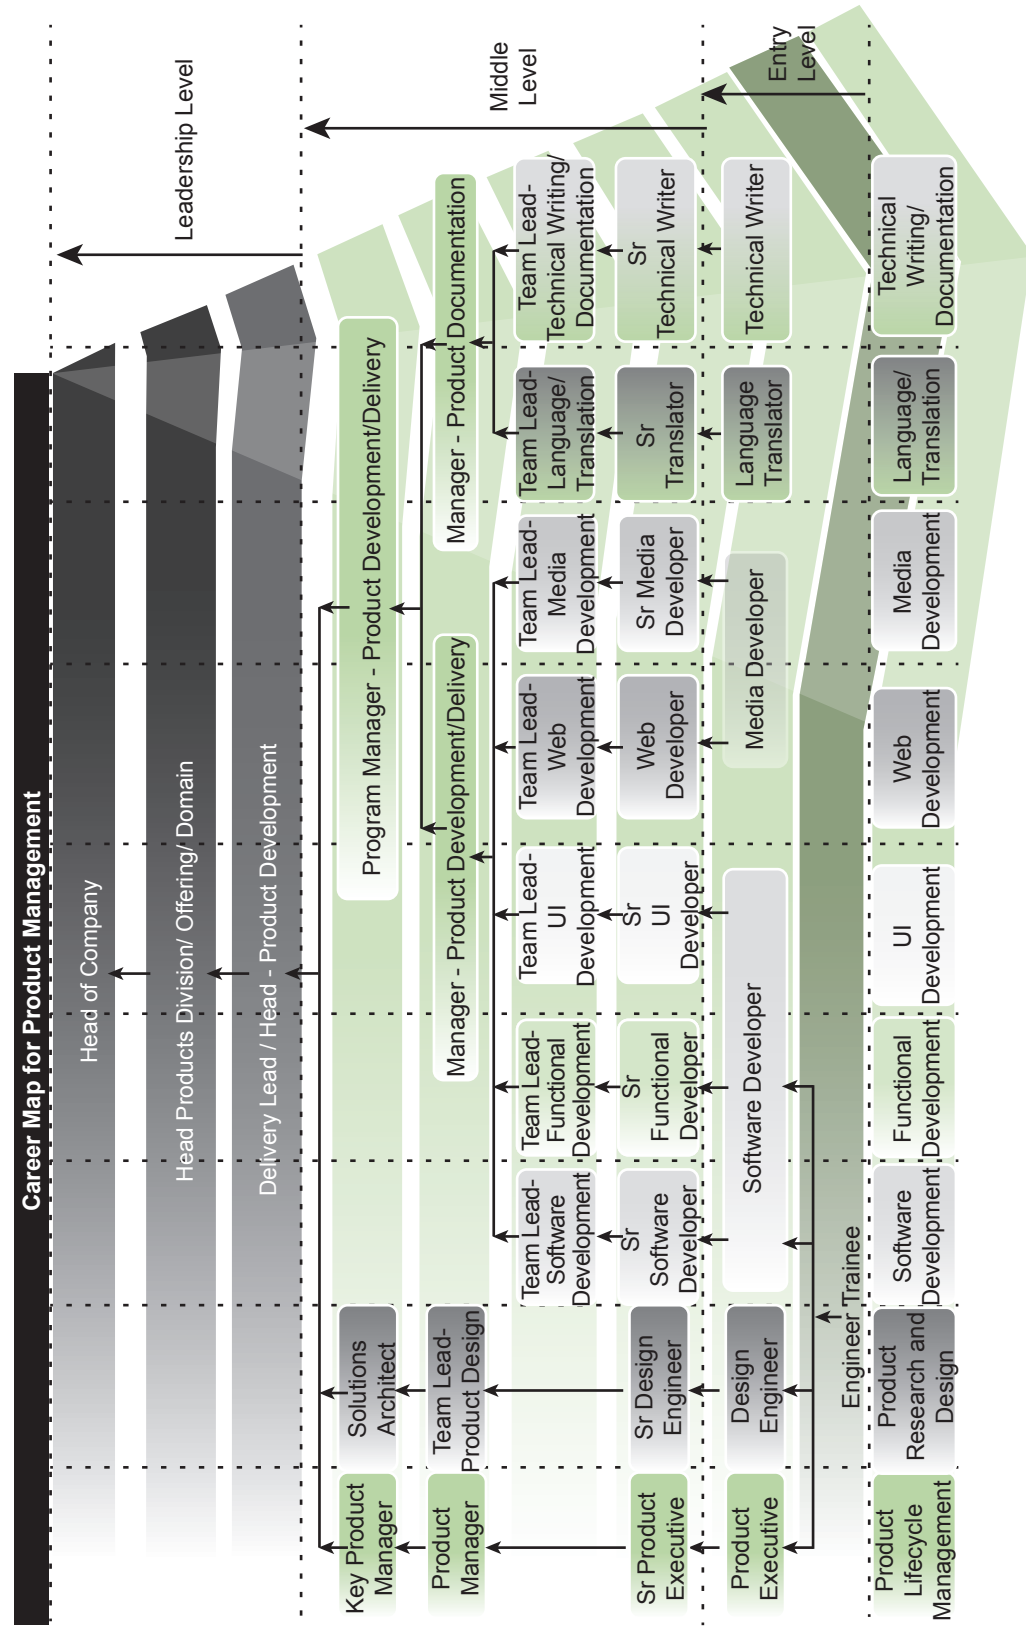 Career Map for Product Management
Head of Company
Head Products Division/ Offering/ Domain
Delivery Lead / Head - Product Development
Leadership Level
Key Product
Manager
Solutions
Architect
Program Manager - Product Development/Delivery
Product
Manager
Team Lead-
Product Design
Manager - Product Development/Delivery
Manager - Product Documentation
Middle
Level
Team Lead-
Software
Development
Team Lead-
Functional
Development
Team Lead-
UI
Development
Team Lead-
Web
Development
Team Lead-
Media
Development
Team Lead-
Language/
Translation
Team Lead-
Technical Writing/
Documentation
Sr Product
Executive
Sr Design
Engineer
Sr
Software
Developer
Sr
Functional
Developer
Sr
UI
Developer
Web
Developer
Sr Media
Developer
Sr
Translator
Sr
Technical Writer
Product
Executive
Design
Engineer
Software Developer
Media Developer
Language
Translator
Technical Writer
Entry
Level
Engineer Trainee
Product
Lifecycle
Management
Product
Research and
Design
Software
Development
Functional
Development
UI
Development
Web
Development
Media
Development
Language/
Translation
Technical
Writing/
Documentation